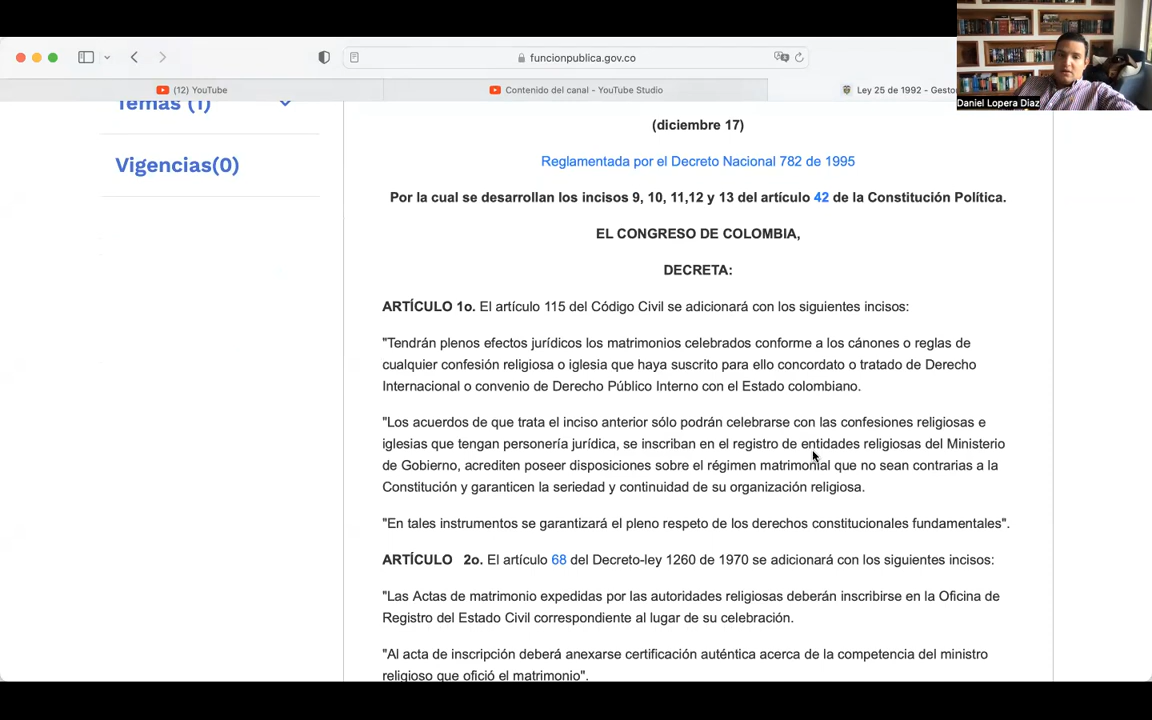 funcionpublica.gov.co
(12) YouTube
Contenido del canal - YouTube Studio
Ley 25 de 1992 - Gesto
Daniel Lopera Diaz
Temas (1)
Vigencias(0)
(diciembre 17)
Reglamentada por el Decreto Nacional 782 de 1995
Por la cual se desarrollan los incisos 9, 10, 11,12 y 13 del artículo 42 de la Constitución Política.
EL CONGRESO DE COLOMBIA,
DECRETA:
ARTÍCULO 1o. El artículo 115 del Código Civil se adicionará con los siguientes incisos:
"Tendrán plenos efectos jurídicos los matrimonios celebrados conforme a los cánones o reglas de
cualquier confesión religiosa o iglesia que haya suscrito para ello concordato o tratado de Derecho
Internacional o convenio de Derecho Público Interno con el Estado colombiano.
"Los acuerdos de que trata el inciso anterior sólo podrán celebrarse con las confesiones religiosas e
iglesias que tengan personería jurídica, se inscriban en el registro de entidades religiosas del Ministerio
de Gobierno, acrediten poseer disposiciones sobre el régimen matrimonial que no sean contrarias a la
Constitución y garanticen la seriedad y continuidad de su organización religiosa.
"En tales instrumentos se garantizará el pleno respeto de los derechos constitucionales fundamentales".
ARTÍCULO 2o. El artículo 68 del Decreto-ley 1260 de 1970 se adicionará con los siguientes incisos:
"Las Actas de matrimonio expedidas por las autoridades religiosas deberán inscribirse en la Oficina de
Registro del Estado Civil correspondiente al lugar de su celebración.
"Al acta de inscripción deberá anexarse certificación auténtica acerca de la competencia del ministro
religioso que ofició el matrimonio".